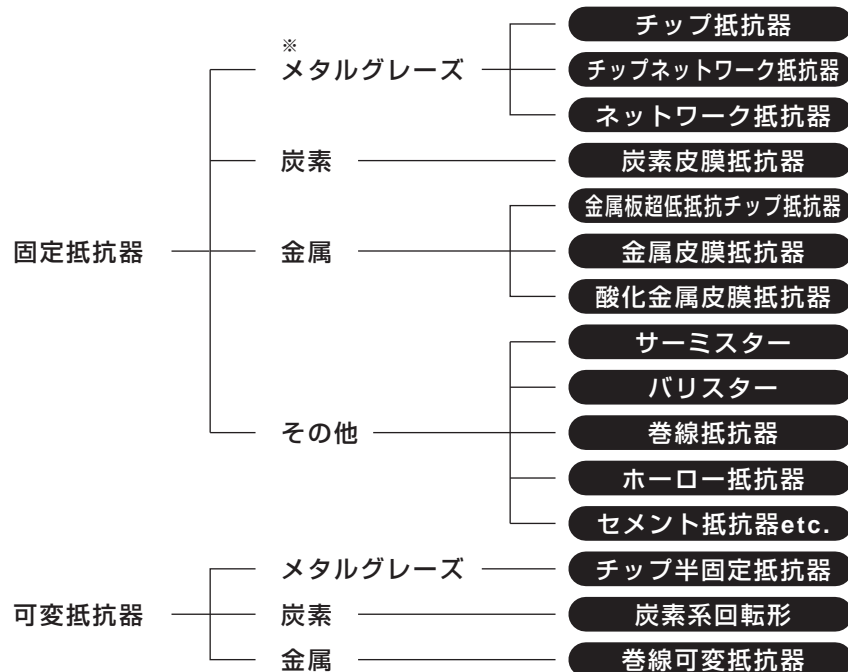 固定抵抗器
※
メタルグレーズ
チップ抵抗器
チップネットワーク抵抗器
ネットワーク抵抗器
炭素
炭素皮膜抵抗器
金属
金属板超低抵抗チップ抵抗器
金属皮膜抵抗器
酸化金属皮膜抵抗器
その他
サーミスター
バリスター
巻線抵抗器
ホーロー抵抗器
セメント抵抗器etc.
可変抵抗器
メタルグレーズ
チップ半固定抵抗器
炭素
炭素系回転形
金属
巻線可変抵抗器